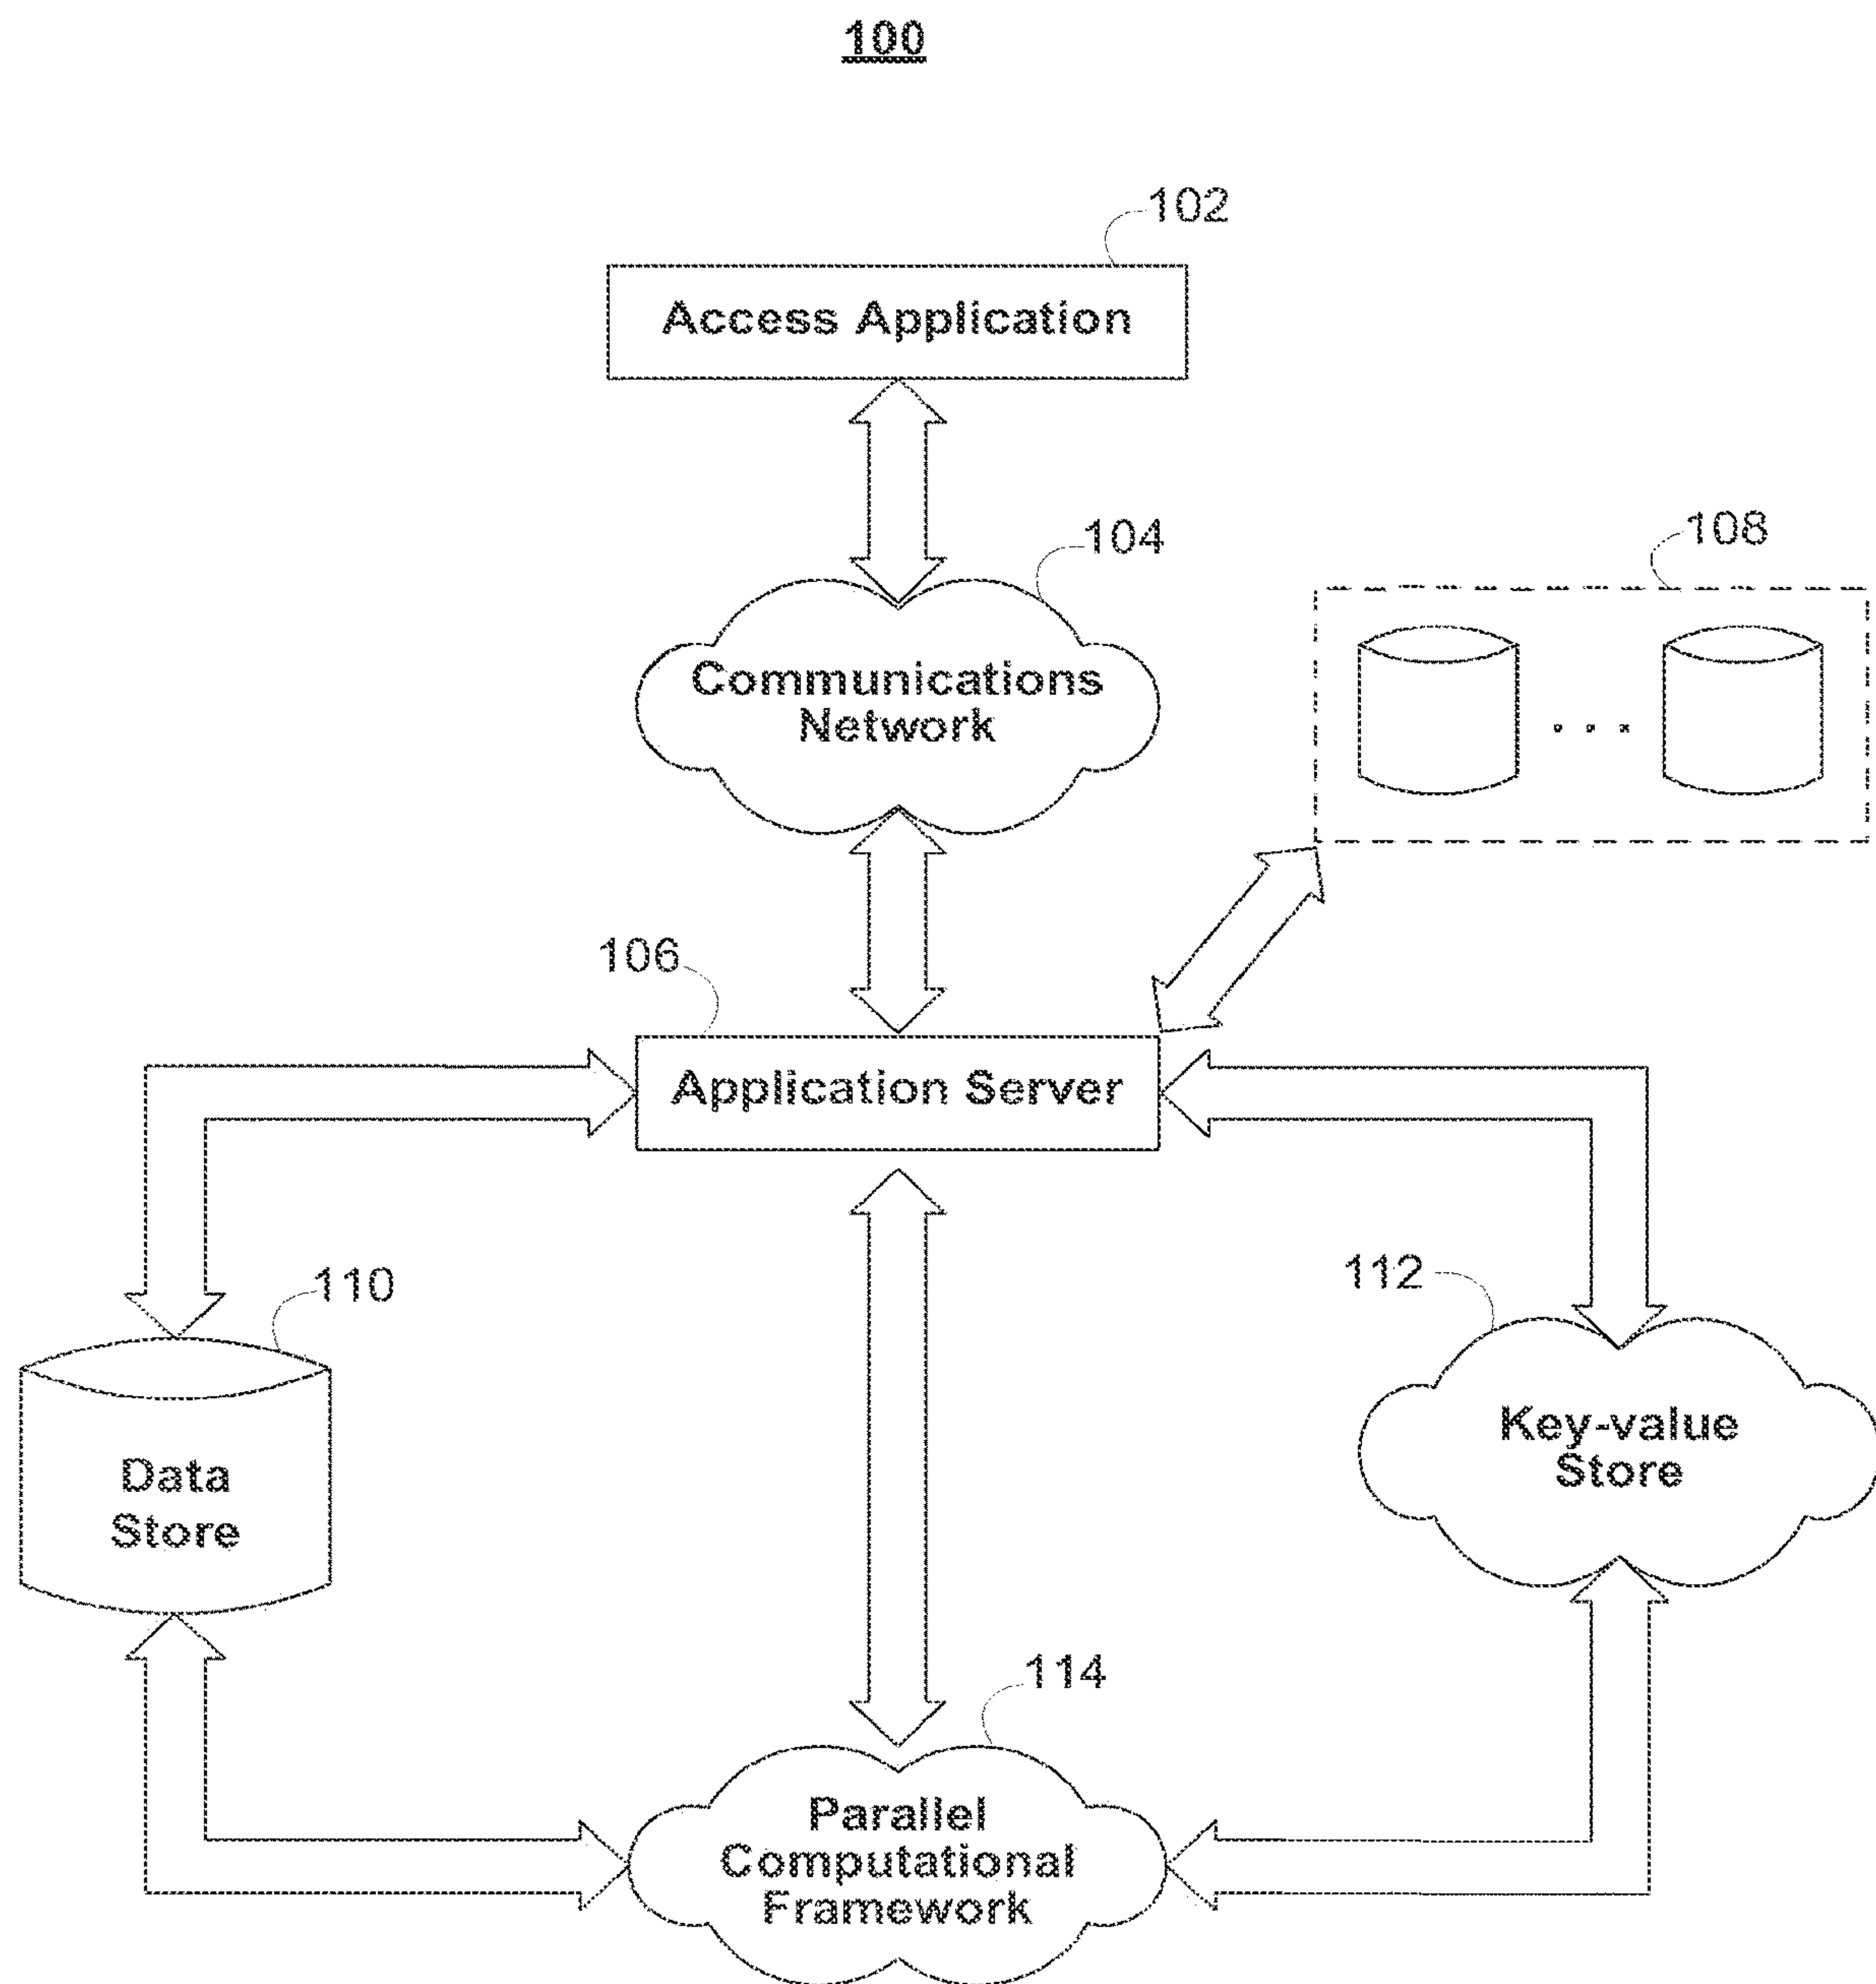 100
102
Access Application
104
108
Communications
Network
106
Application Server
110
112
Data
Store
Key-value
Store
114
Parallel
Computational
Framework